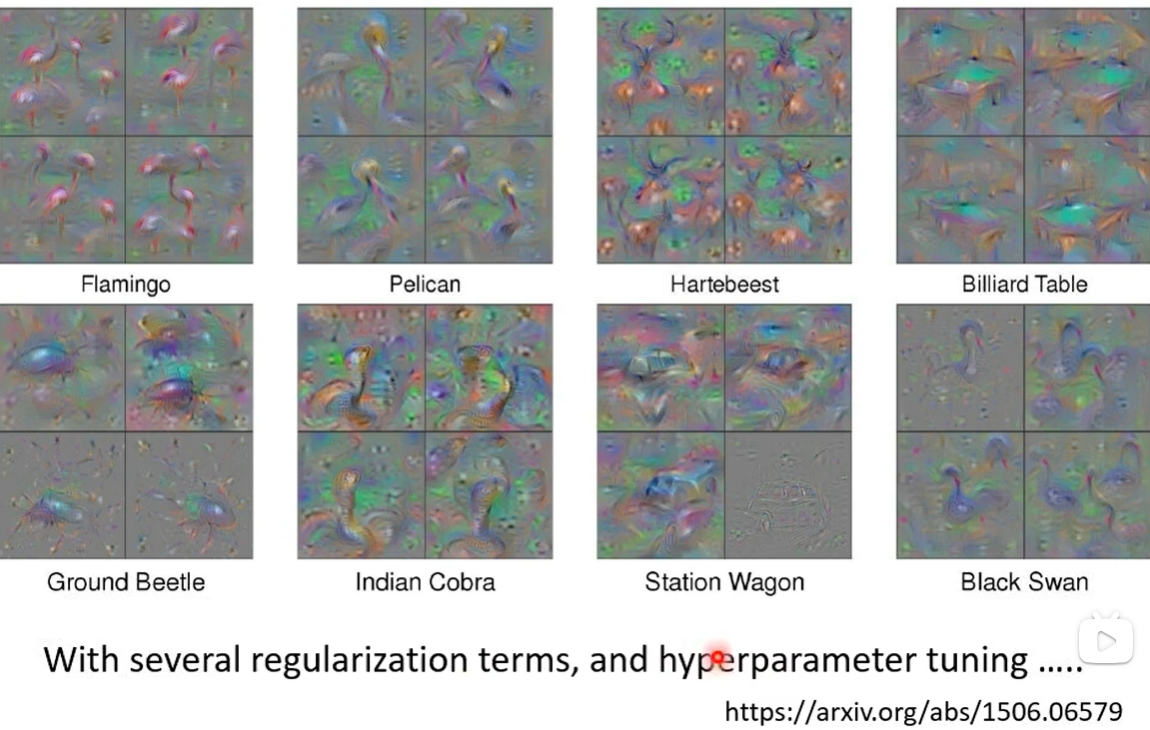 Flamingo
Pelican
Hartebeest
Billiard Table
Ground Beetle
Indian Cobra
Station Wagon
Black Swan
With several regularization terms, and hyperparameter tuning .....
https://arxiv.org/abs/1506.06579